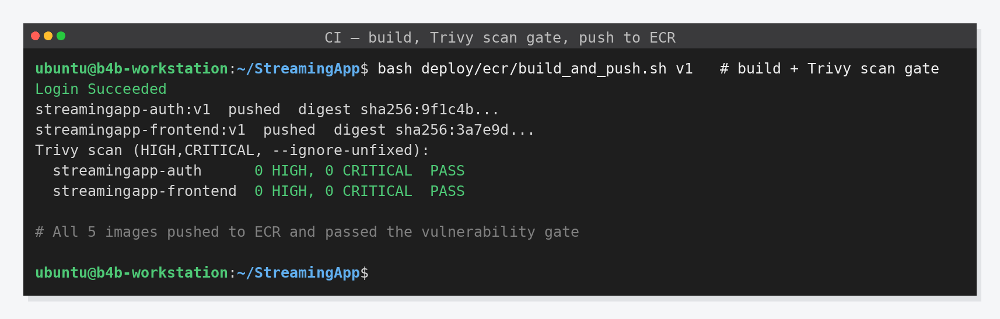 CI — build, Trivy scan gate, push to ECR
ubuntu@b4b-workstation:~/StreamingApp$ bash deploy/ecr/build_and_push.sh v1   # build + Trivy scan gate
Login Succeeded
streamingapp-auth:v1  pushed  digest sha256:9f1c4b...
streamingapp-frontend:v1  pushed  digest sha256:3a7e9d...
Trivy scan (HIGH,CRITICAL, --ignore-unfixed):
  streamingapp-auth      0 HIGH, 0 CRITICAL  PASS
  streamingapp-frontend  0 HIGH, 0 CRITICAL  PASS
# All 5 images pushed to ECR and passed the vulnerability gate
ubuntu@b4b-workstation:~/StreamingApp$